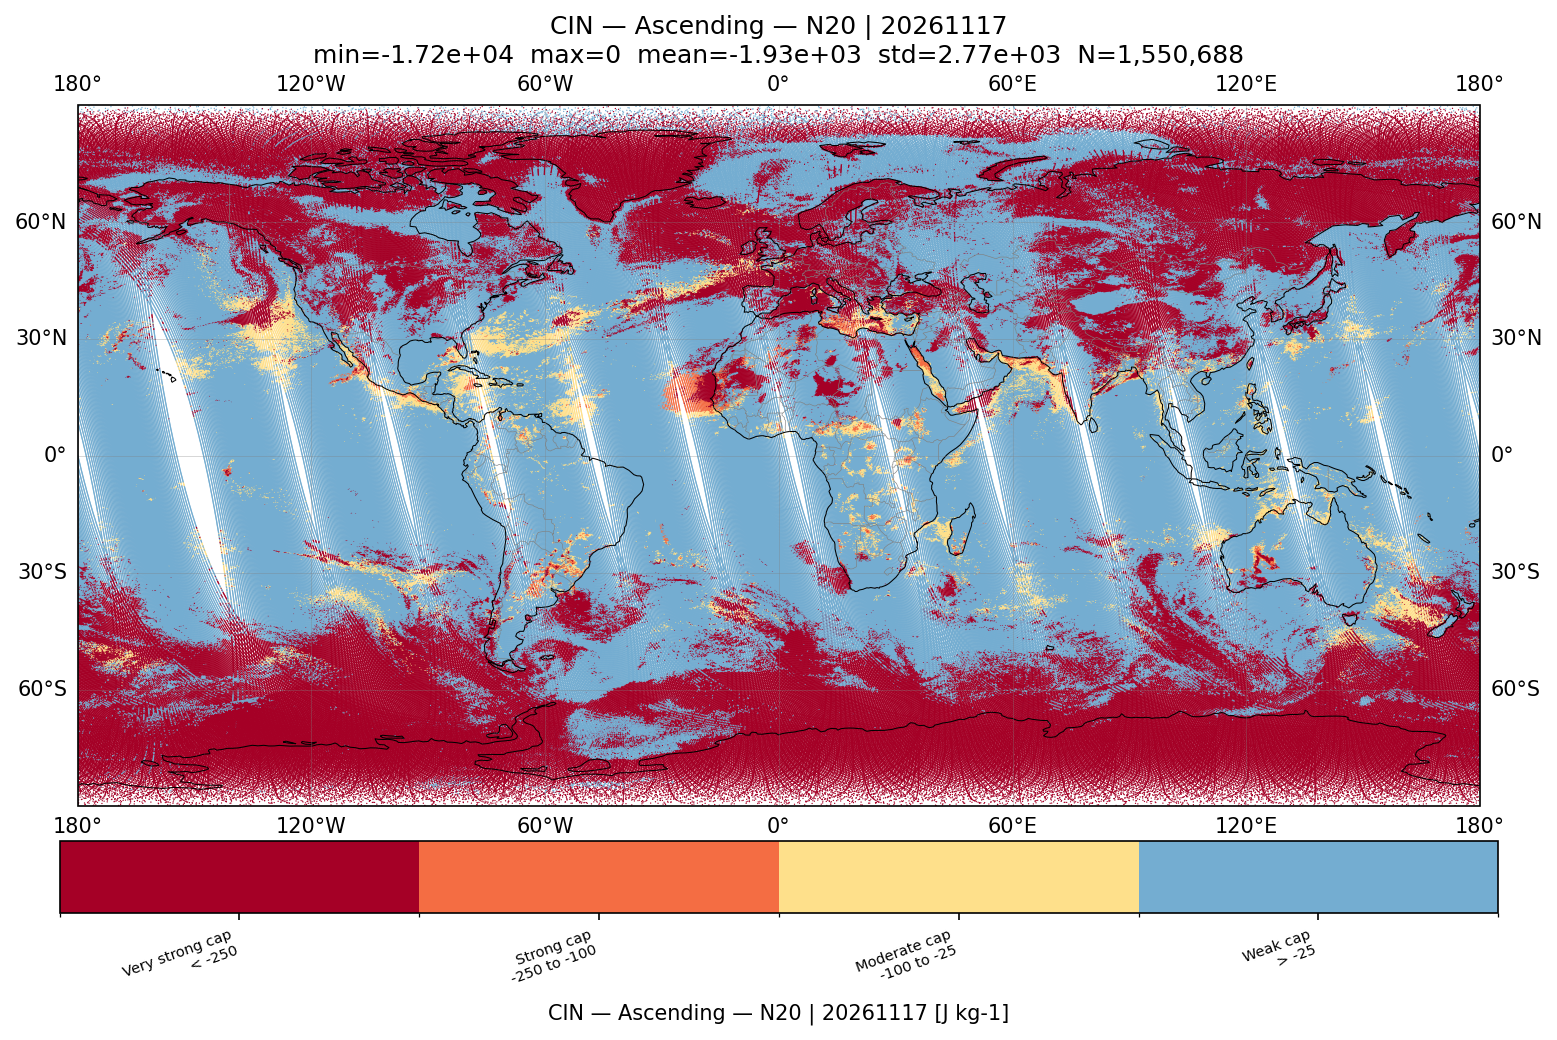 CIN — Ascending — N20 | 20261117
min=-1.72e+04 max=0 mean=-1.93e+03 std=2.77e+03 N=1,550,688
180° 120°W 60°W 0° 60°E 120°E 180°
60°N 60°N
30°N 30°N
0° 0°
30°S 30°S
60°S 60°S
180° 120°W 60°W 0° 60°E 120°E 180°
Very strong cap
< -250
Strong cap
-250 to -100
Moderate cap
-100 to -25
Weak cap
> -25
CIN — Ascending — N20 | 20261117 [J kg-1]